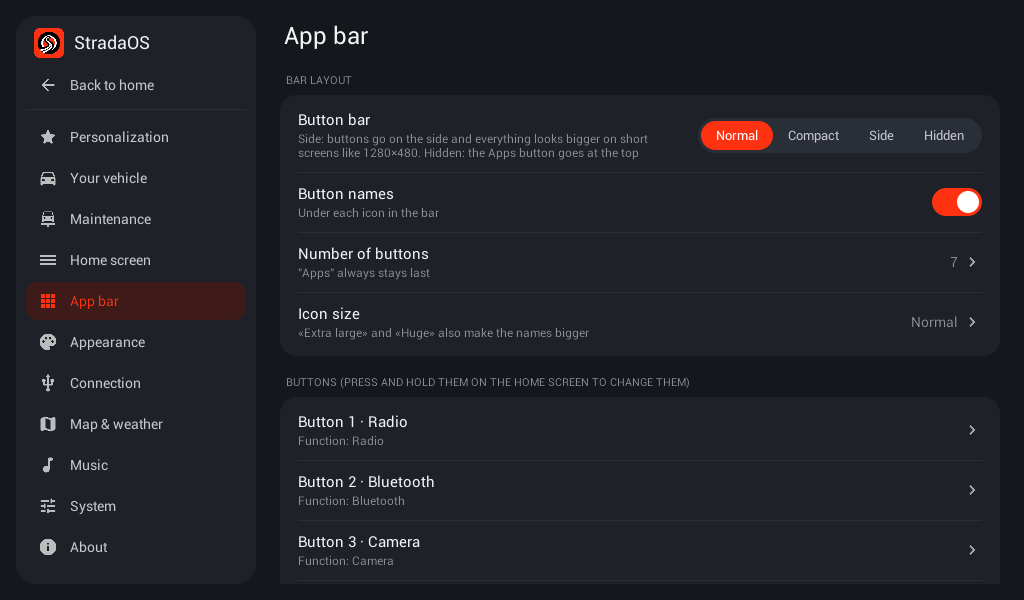 StradaOS
Back to home
Personalization
Your vehicle
Maintenance
Home screen
App bar
Appearance
Connection
Map & weather
Music
System
About
App bar
BAR LAYOUT
Button bar
Side: buttons go on the side and everything looks bigger on short
screens like 1280×480. Hidden: the Apps button goes at the top
Normal Compact Side Hidden
Button names
Under each icon in the bar
Number of buttons
"Apps" always stays last
7
Icon size
«Extra large» and «Huge» also make the names bigger
Normal
BUTTONS (PRESS AND HOLD THEM ON THE HOME SCREEN TO CHANGE THEM)
Button 1 · Radio
Function: Radio
Button 2 · Bluetooth
Function: Bluetooth
Button 3 · Camera
Function: Camera